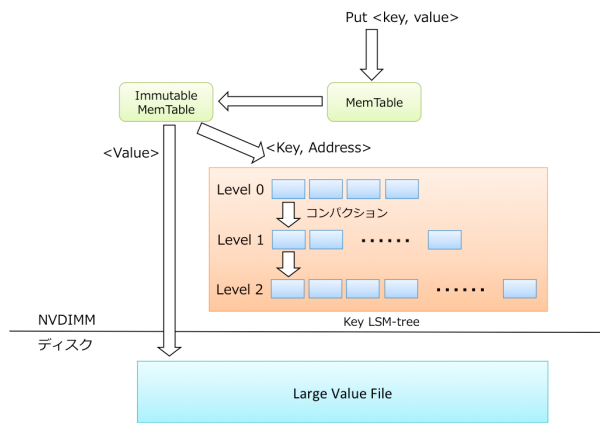 Put <key, value>
Immutable
MemTable
MemTable
<Value>
<Key, Address>
Level 0
コンパクション
Level 1
Level 2
Key LSM-tree
NVDIMM
ディスク
Large Value File